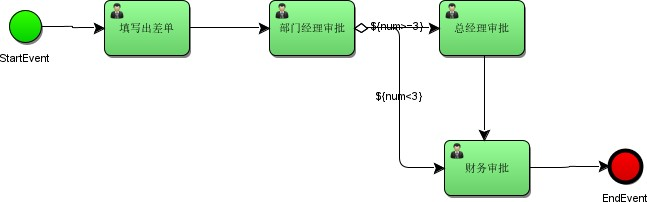 填写出差单
部门经理审批
${num>=3}
总经理审批
StartEvent
${num<3}
财务审批
EndEvent